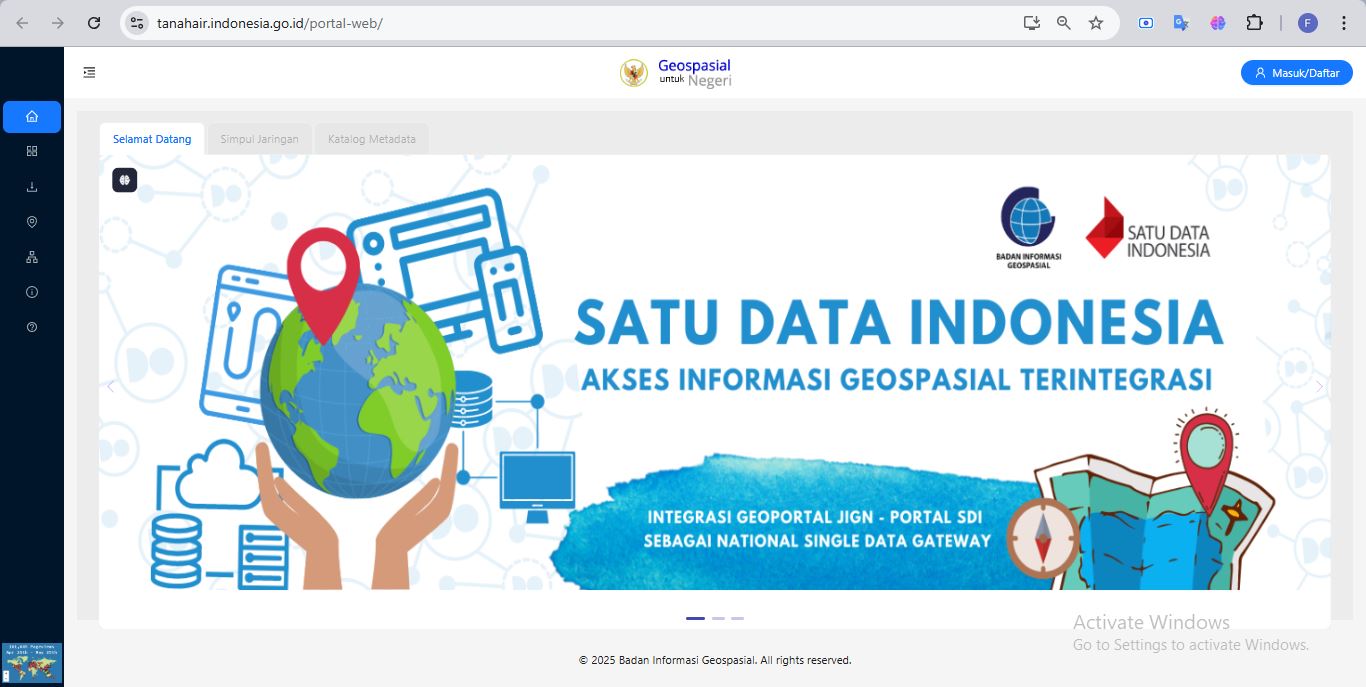 tanahair.indonesia.go.id/portal-web/
F
Geospasial
untuk Negeri
Masuk/Daftar
Selamat Datang
Simpul Jaringan
Katalog Metadata
BADAN INFORMASI
GEOSPASIAL
SATU DATA
INDONESIA
SATU DATA INDONESIA
AKSES INFORMASI GEOSPASIAL TERINTEGRASI
INTEGRASI GEOPORTAL JIGN - PORTAL SDI
SEBAGAI NATIONAL SINGLE DATA GATEWAY
Activate Windows
Go to Settings to activate Windows.
© 2025 Badan Informasi Geospasial. All rights reserved.